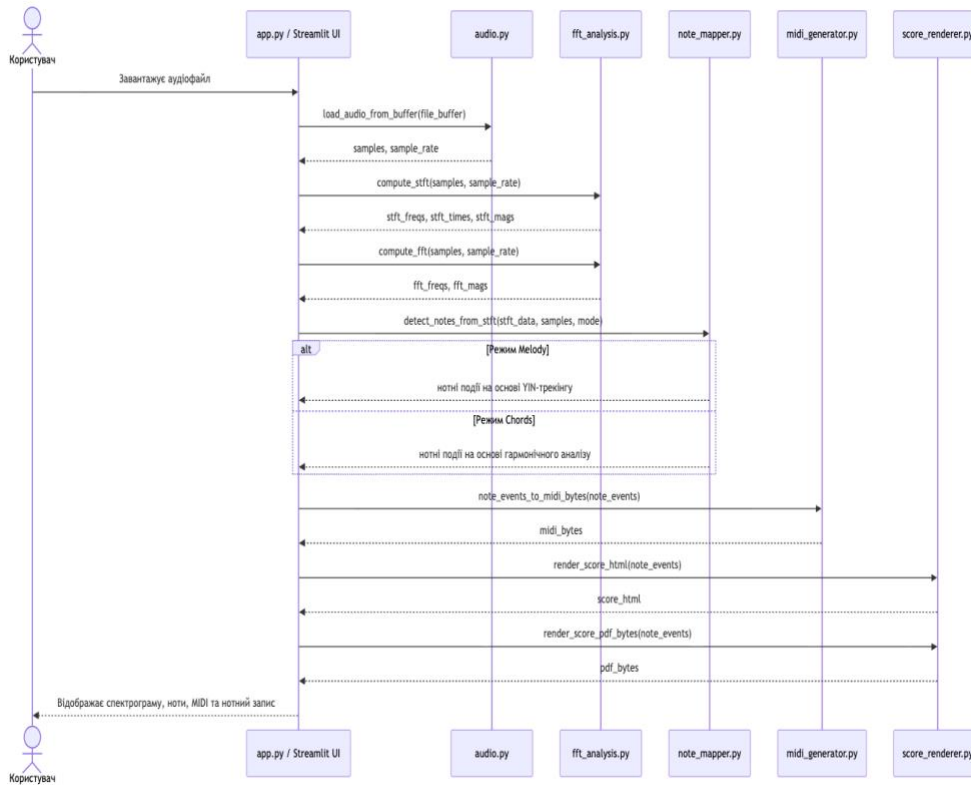 app.py / Streamlit UI
audio.py
fft_analysis.py
note_mapper.py
midi_generator.py
score_renderer.py
Користувач
Завантажує аудіофайл
load_audio_from_buffer(file_buffer)
samples, sample_rate
compute_stft(samples, sample_rate)
stft_freqs, stft_times, stft_mags
compute_fft(samples, sample_rate)
fft_freqs, fft_mags
detect_notes_from_stft(stft_data, samples, mode)
alt
[Режим Melody]
нотні події на основі YIN-трекінгу
[Режим Chords]
нотні події на основі гармонічного аналізу
note_events_to_midi_bytes(note_events)
midi_bytes
render_score_html(note_events)
score_html
render_score_pdf_bytes(note_events)
pdf_bytes
Відображає спектрограму, ноти, MIDI та нотний запис
app.py / Streamlit UI
audio.py
fft_analysis.py
note_mapper.py
midi_generator.py
score_renderer.py
Користувач